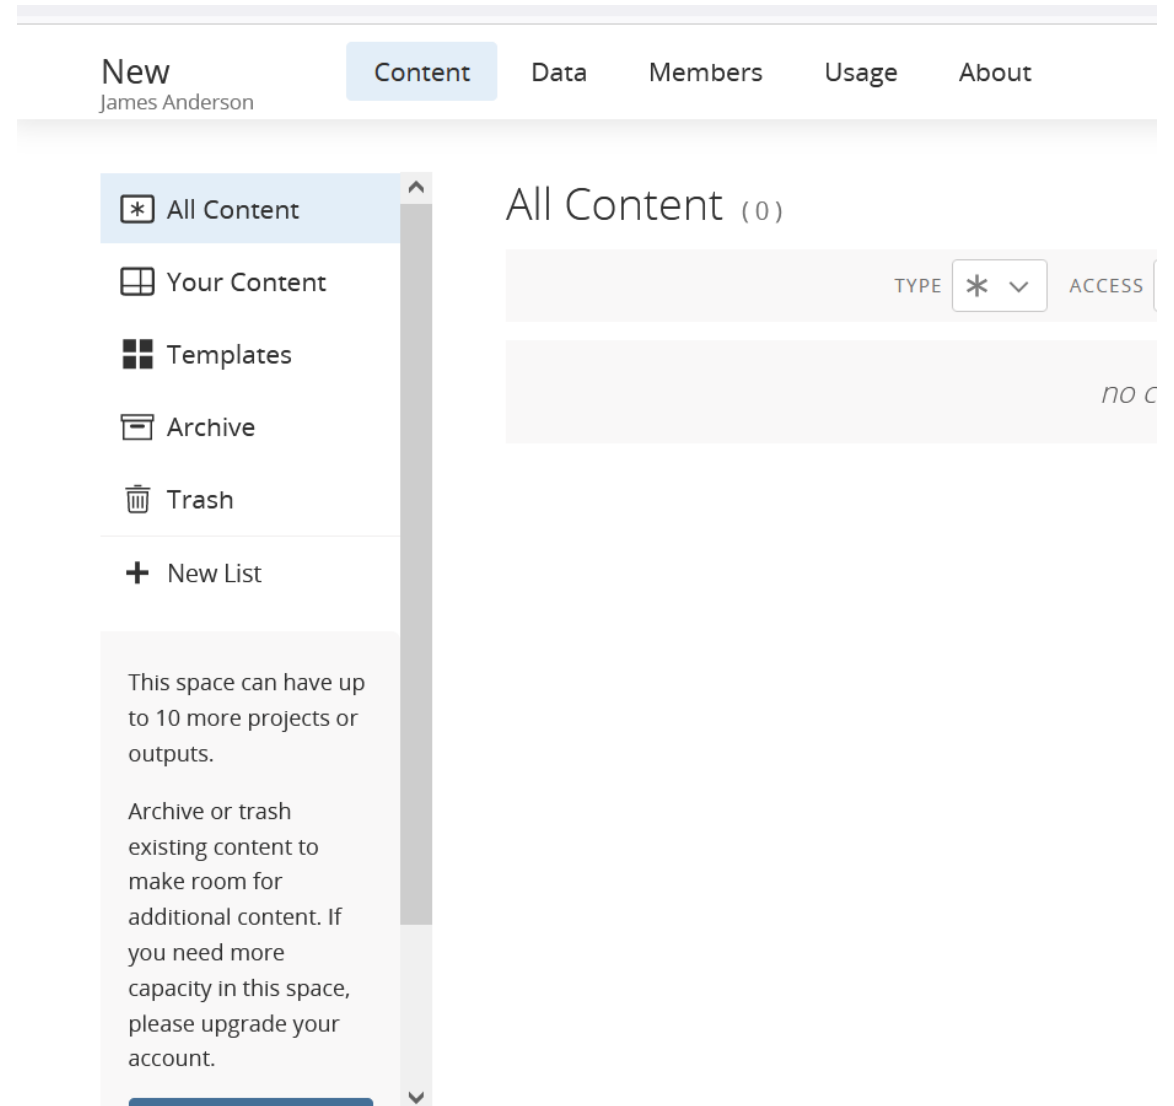 New
James Anderson
Content
Data
Members
Usage
About
All Content
Your Content
Templates
Archive
Trash
New List
This space can have up
to 10 more projects or
outputs.
Archive or trash
existing content to
make room for
additional content. If
you need more
capacity in this space,
please upgrade your
account.
All Content (0)
TYPE
ACCESS
no